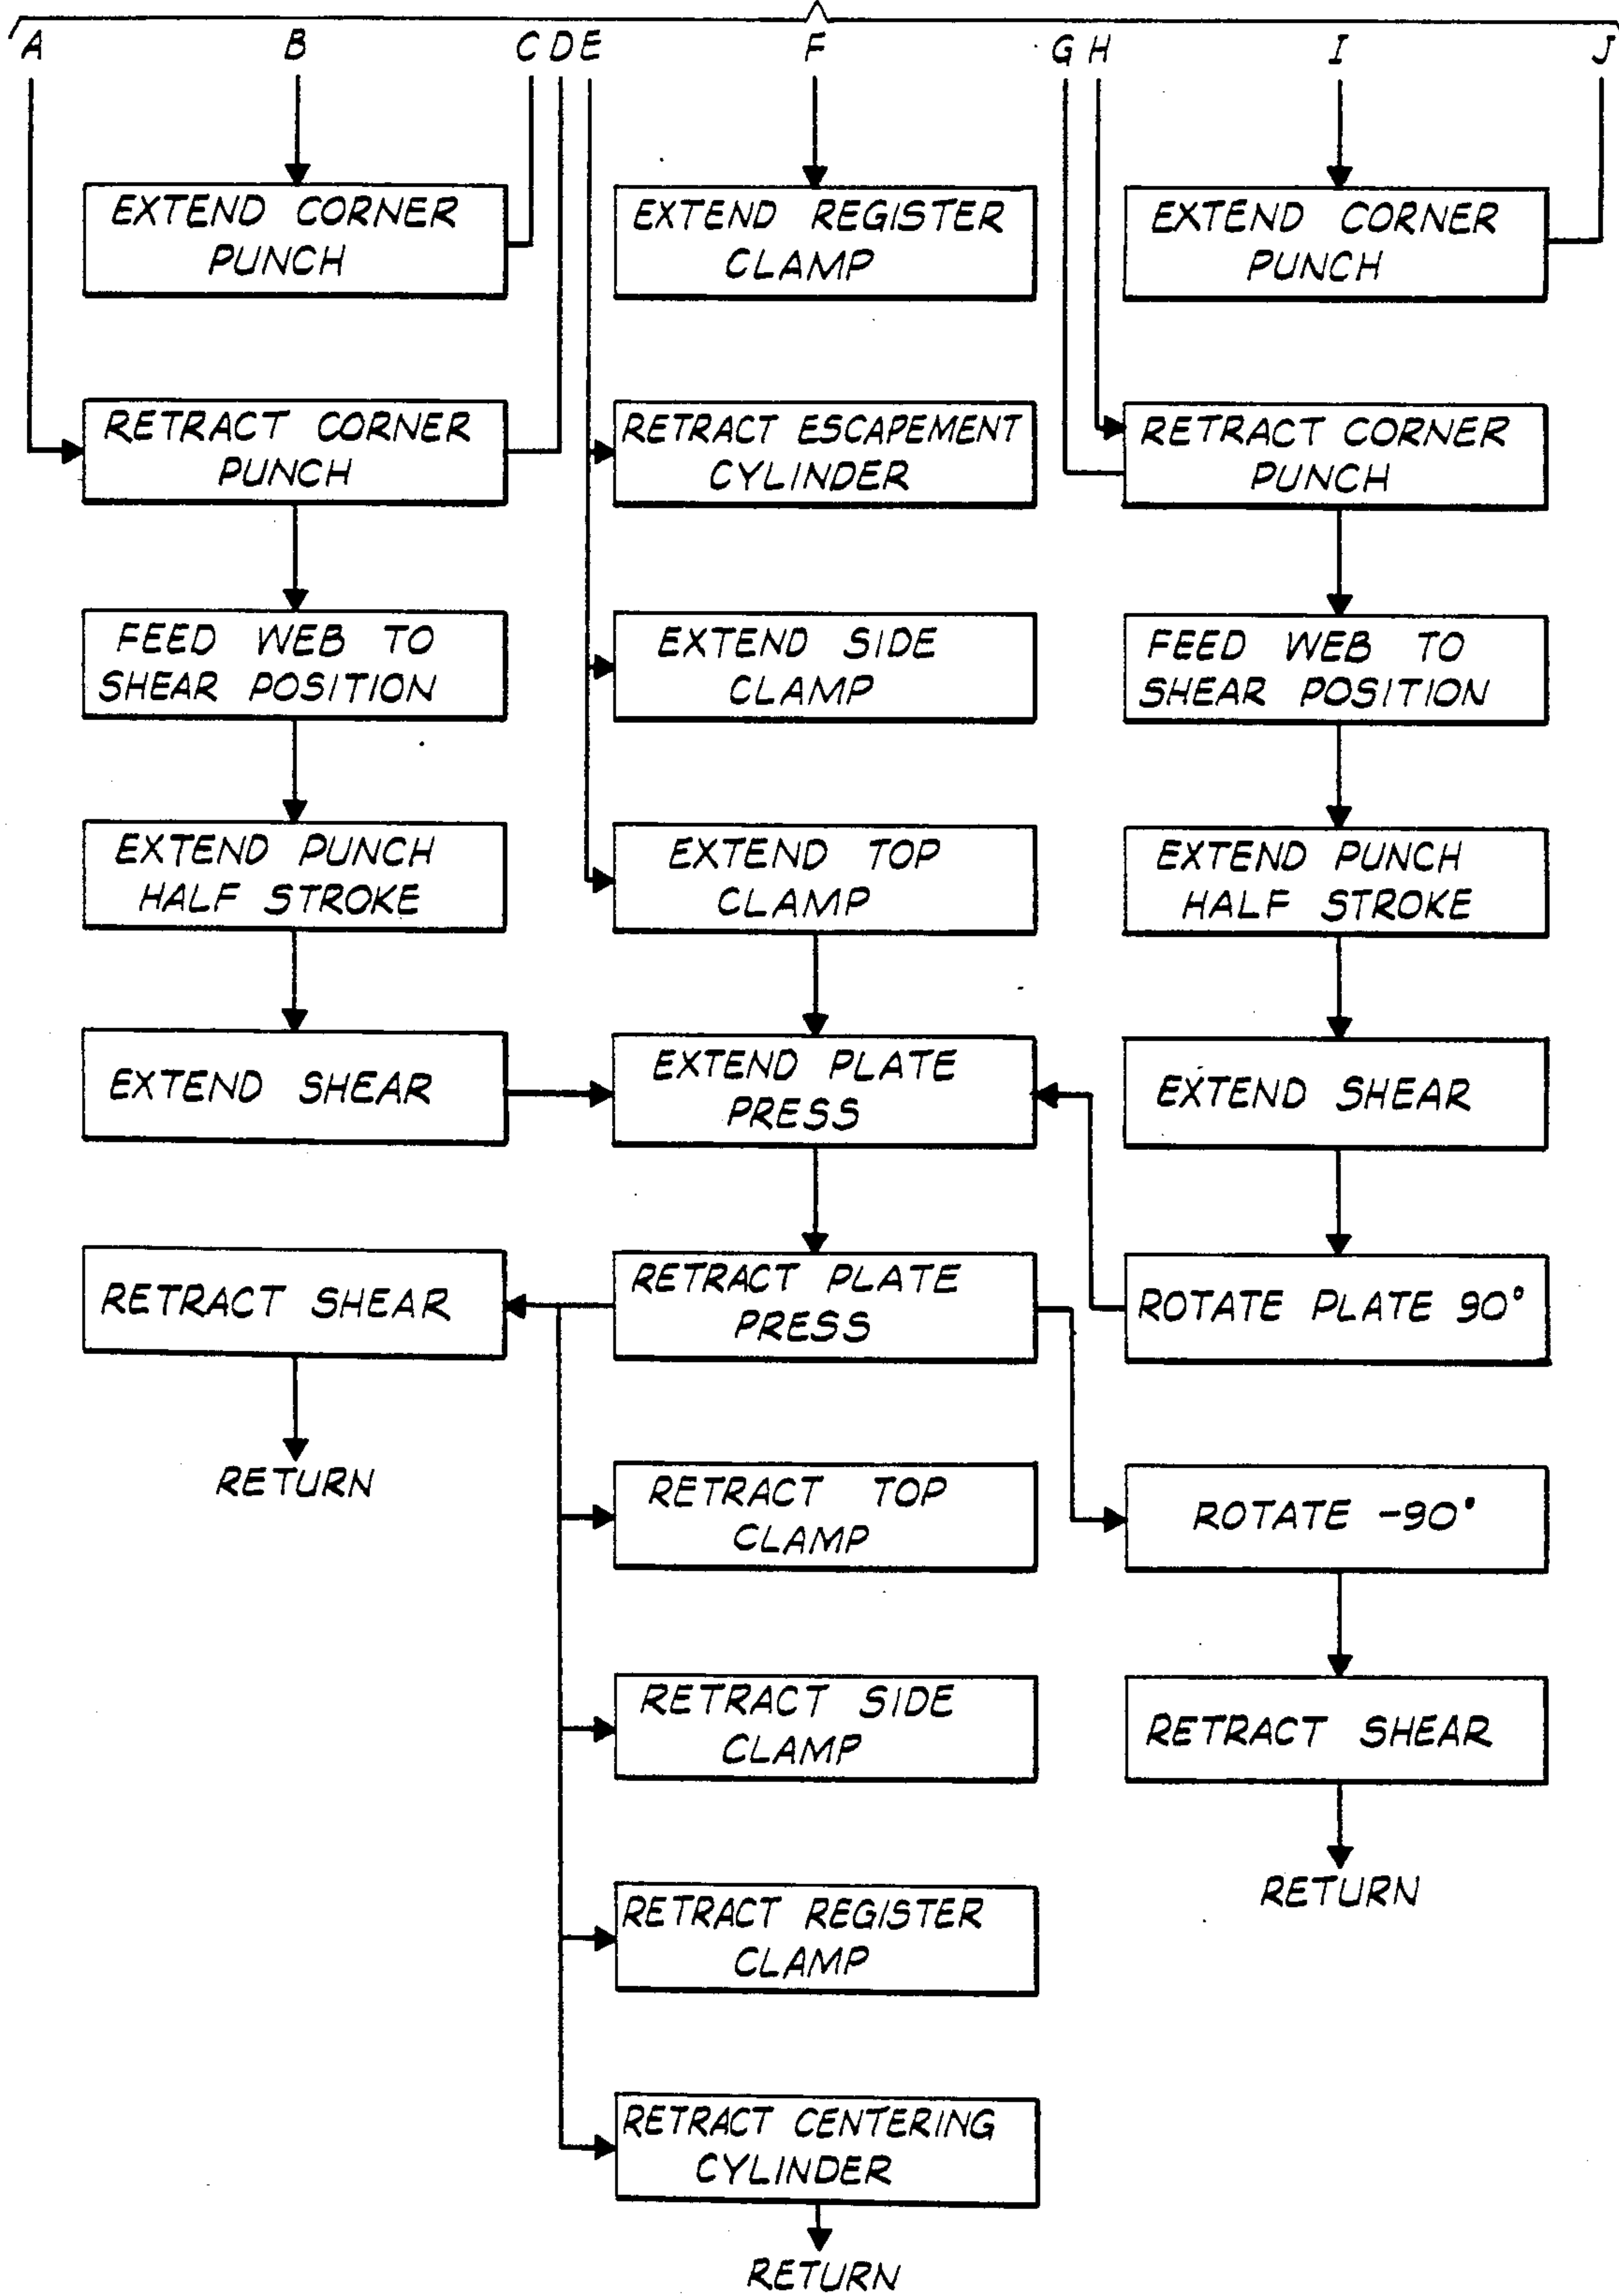 A B C D E F G H I J
EXTEND CORNER
PUNCH
EXTEND REGISTER
CLAMP
EXTEND CORNER
PUNCH
RETRACT CORNER
PUNCH
RETRACT ESCAPEMENT
CYLINDER
RETRACT CORNER
PUNCH
FEED WEB TO
SHEAR POSITION
EXTEND SIDE
CLAMP
FEED WEB TO
SHEAR POSITION
EXTEND PUNCH
HALF STROKE
EXTEND TOP
CLAMP
EXTEND PUNCH
HALF STROKE
EXTEND SHEAR
EXTEND PLATE
PRESS
EXTEND SHEAR
RETRACT SHEAR
RETRACT PLATE
PRESS
ROTATE PLATE 90°
RETURN
RETRACT TOP
CLAMP
ROTATE -90°
RETRACT SIDE
CLAMP
RETRACT SHEAR
RETRACT REGISTER
CLAMP
RETURN
RETRACT CENTERING
CYLINDER
RETURN